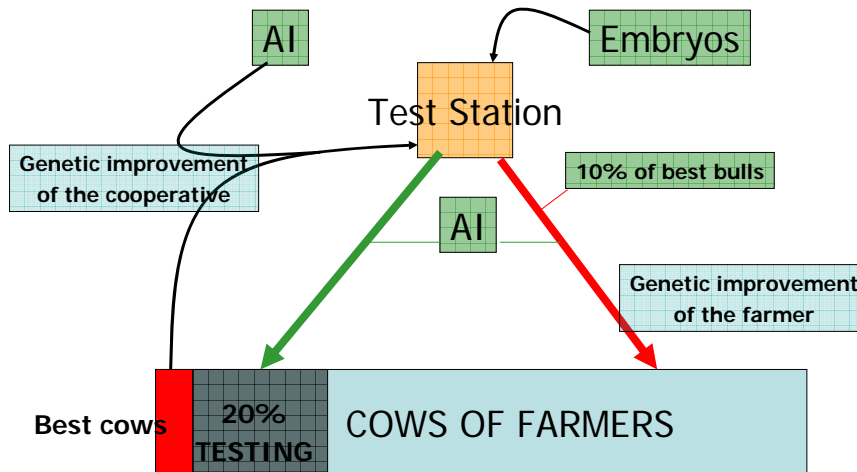 AI
Embryos
Test Station
Genetic improvement
of the cooperative
10% of best bulls
AI
Genetic improvement
of the farmer
Best cows
20%
TESTING
COWS OF FARMERS